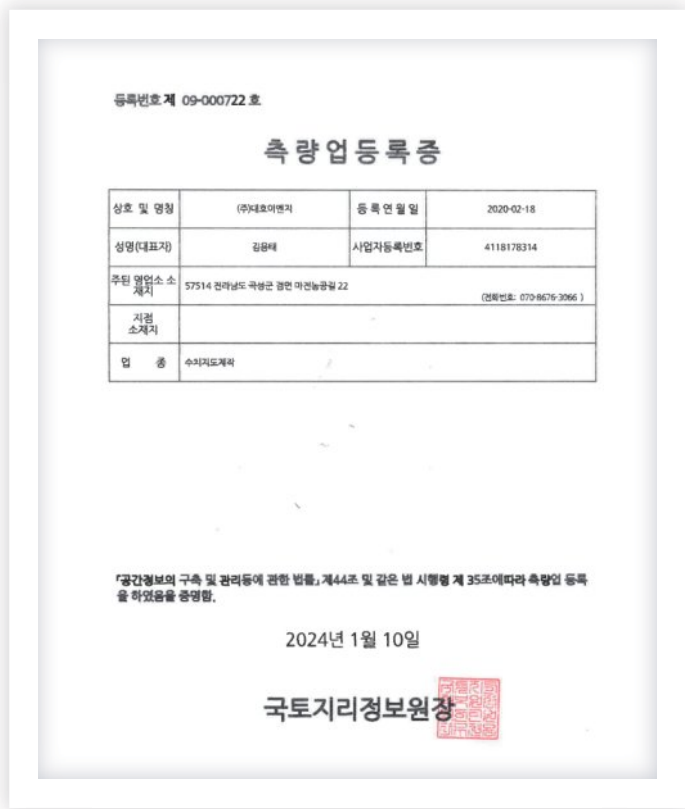 등록번호 제 09-000722 호
측량업등록증
상호 및 명칭 (주)대호이앤지 등록연월일 2020-02-18
성명(대표자) 김용태 사업자등록번호 4118178314
주된 영업소 소재지 57514 전라남도 곡성군 겸면 마전농공길 22
(전화번호: 070-8676-3066 )
지점
소재지
업 종 수치지도제작
「공간정보의 구축 및 관리등에 관한 법률」 제44조 및 같은 법 시행령 제 35조에따라 측량업 등록
을 하였음을 증명함.
2024년 1월 10일
국토지리정보원장